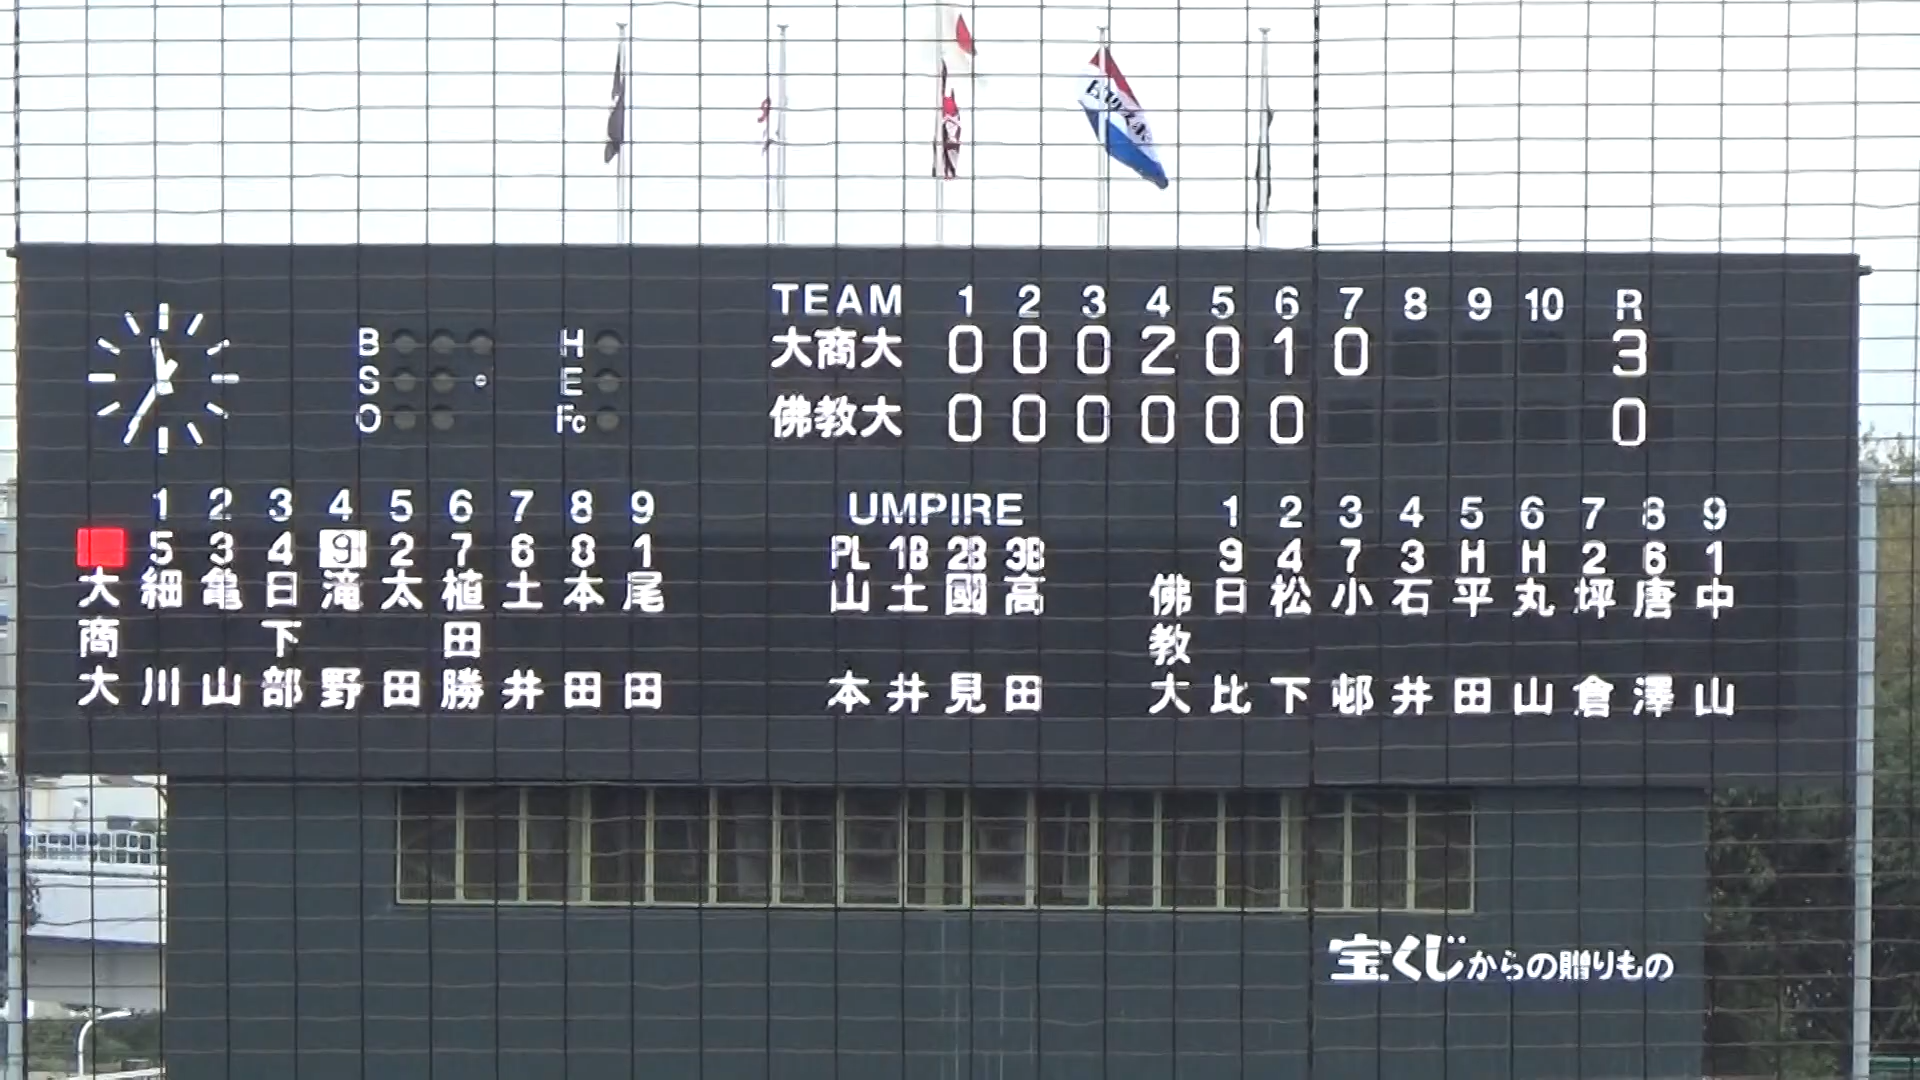 TEAM 1 2 3 4 5 6 7 8 9 10 R
B H
大商大 0 0 0 2 0 1 0 3
S E
O Fc
佛教大 0 0 0 0 0 0 0
1 2 3 4 5 6 7 8 9
5 3 4 9 2 7 6 8 1
大 細 亀 日 滝 太 植 土 本 尾
商 下 田
大 川 山 部 野 田 勝 井 田 田
UMPIRE
PL 1B 2B 3B
山 土 國 高
本 井 見 田
1 2 3 4 5 6 7 8 9
9 4 7 3 H H 2 6 1
佛 日 松 小 石 平 丸 坪 唐 中
教
大 比 下 邨 井 田 山 倉 澤 山
宝くじからの贈りもの